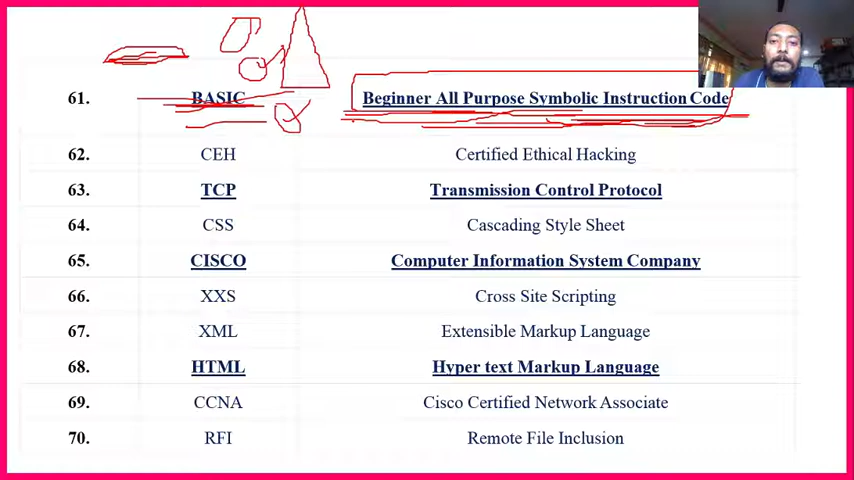 61. BASIC Beginner All Purpose Symbolic Instruction Code
62. CEH Certified Ethical Hacking
63. TCP Transmission Control Protocol
64. CSS Cascading Style Sheet
65. CISCO Computer Information System Company
66. XXS Cross Site Scripting
67. XML Extensible Markup Language
68. HTML Hyper text Markup Language
69. CCNA Cisco Certified Network Associate
70. RFI Remote File Inclusion